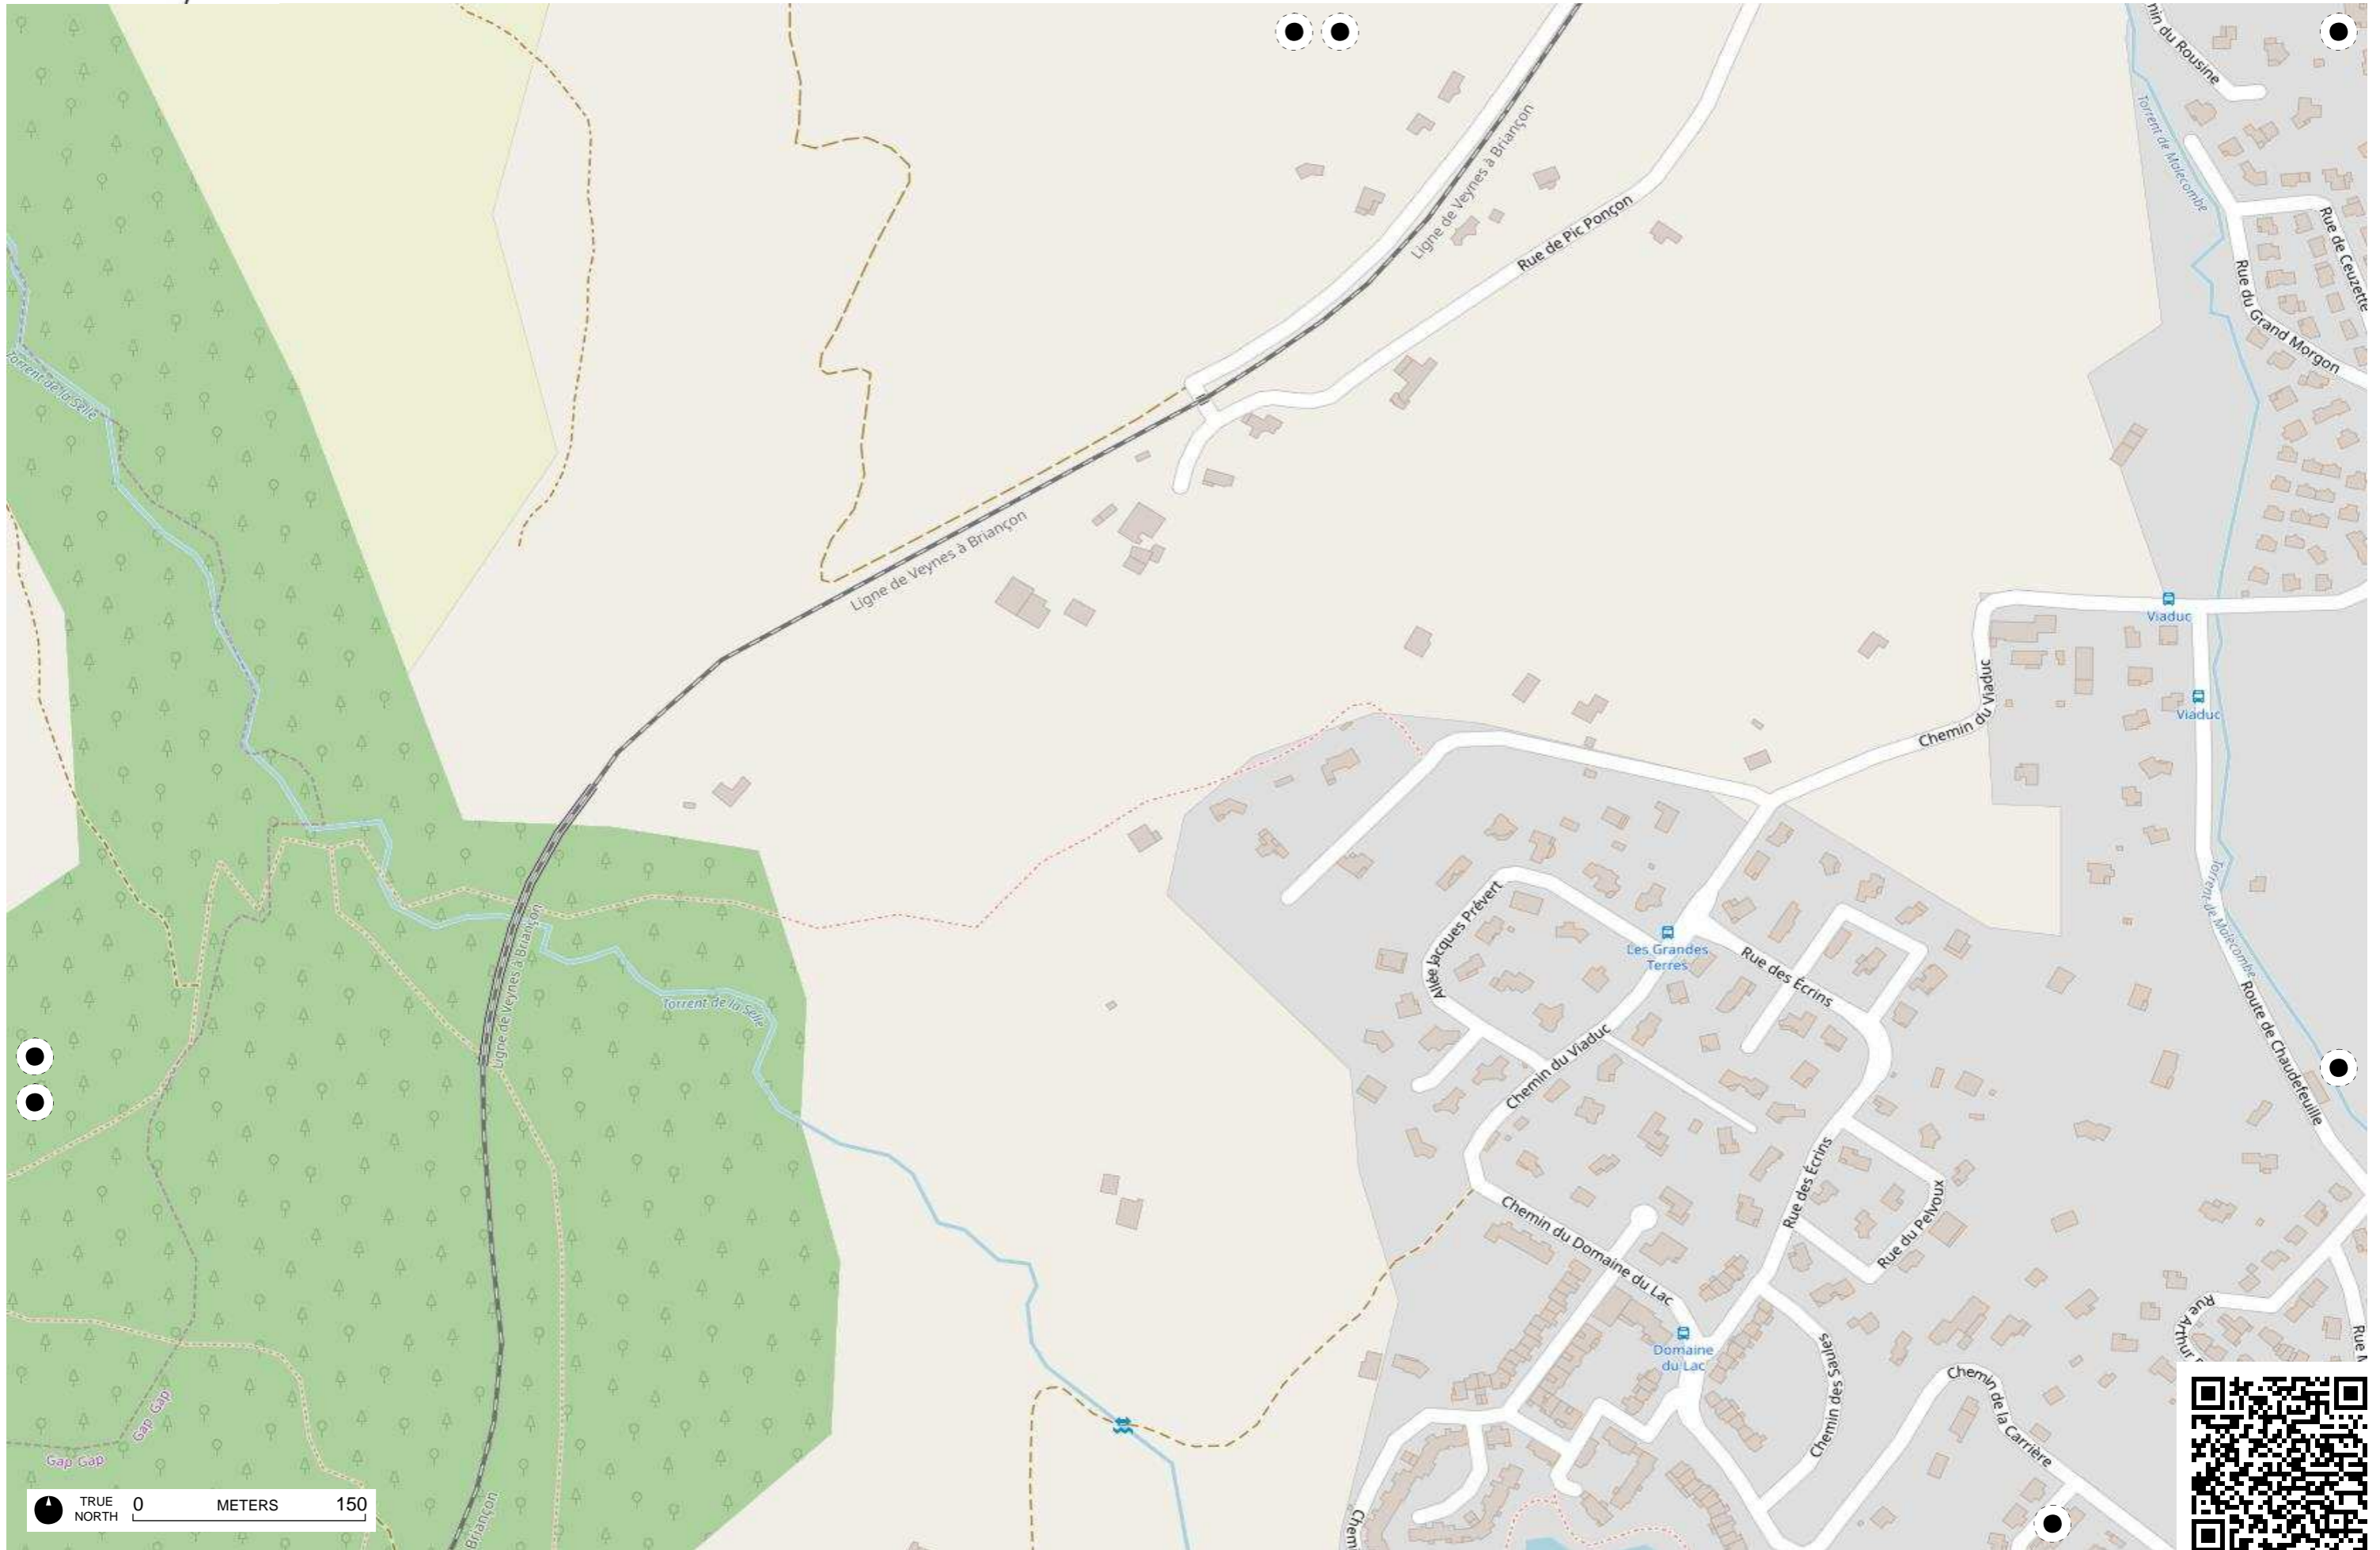 Torrent de Malecombe
Ligne de Veynes à Briançon
Rue de Pic Ponçon
Rue de Ceuzette
Rue du Grand Morgon
Torrent de la Selle
Ligne de Veynes à Briançon
Viaduc
Chemin du Viaduc
Viaduc
Allée Jacques Prévert
Les Grandes
Terres
Rue des Écrins
Torrent de Malecombe
Ligne de Veynes à Briançon
Torrent de la Selle
Route de Chaudefeuille
Chemin du Viaduc
Rue des Écrins
Rue du Pelvoux
Chemin du Domaine du Lac
Rue Arthur
Domaine
du Lac
Chemin des Saules
Chemin de la Carrière
Gap Gap
Gap Gap
TRUE
NORTH
0 METERS 150
Briançon